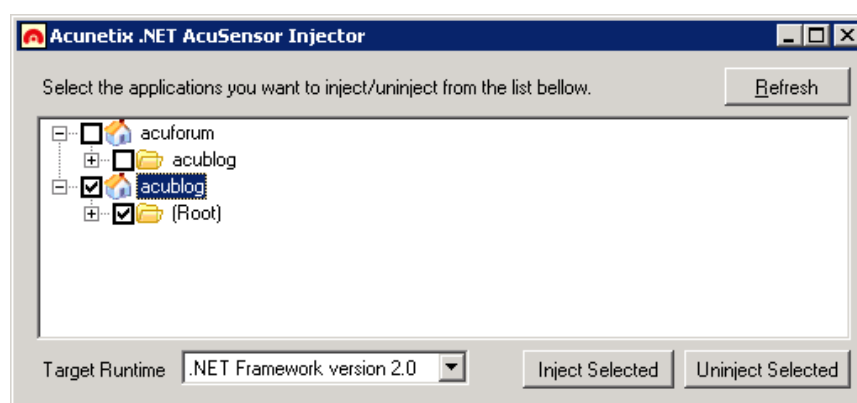 Acunetix .NET AcuSensor Injector
Select the applications you want to inject/uninject from the list bellow.
Refresh
acuforum
acublog
acublog
(Root)
Target Runtime .NET Framework version 2.0 Inject Selected Uninject Selected